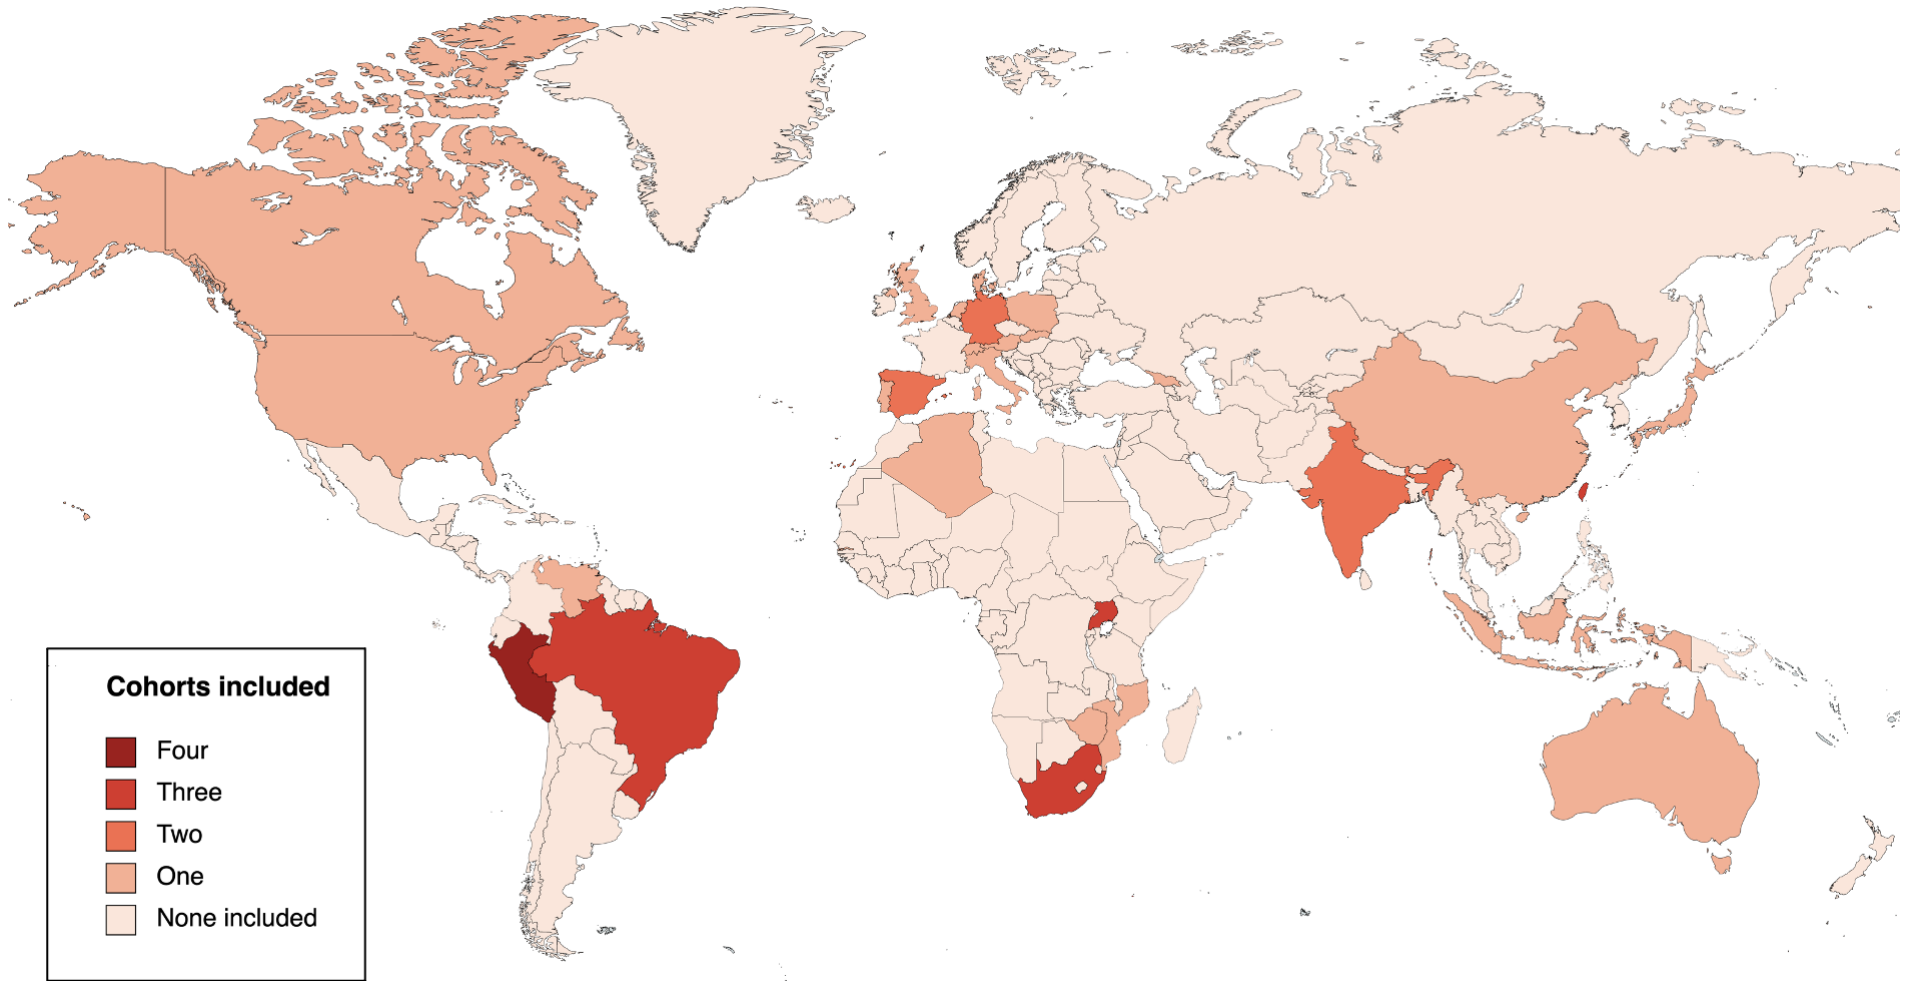 Cohorts included
Four
Three
Two
One
None included